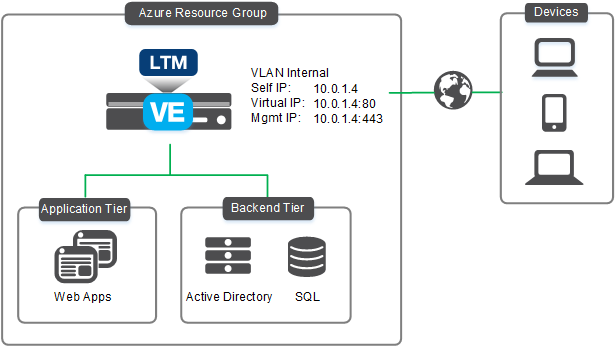 Azure Resource Group
Devices
LTM
VE
VLAN Internal
Self IP: 10.0.1.4
Virtual IP: 10.0.1.4:80
Mgmt IP: 10.0.1.4:443
Application Tier
Backend Tier
Web Apps
Active Directory
SQL